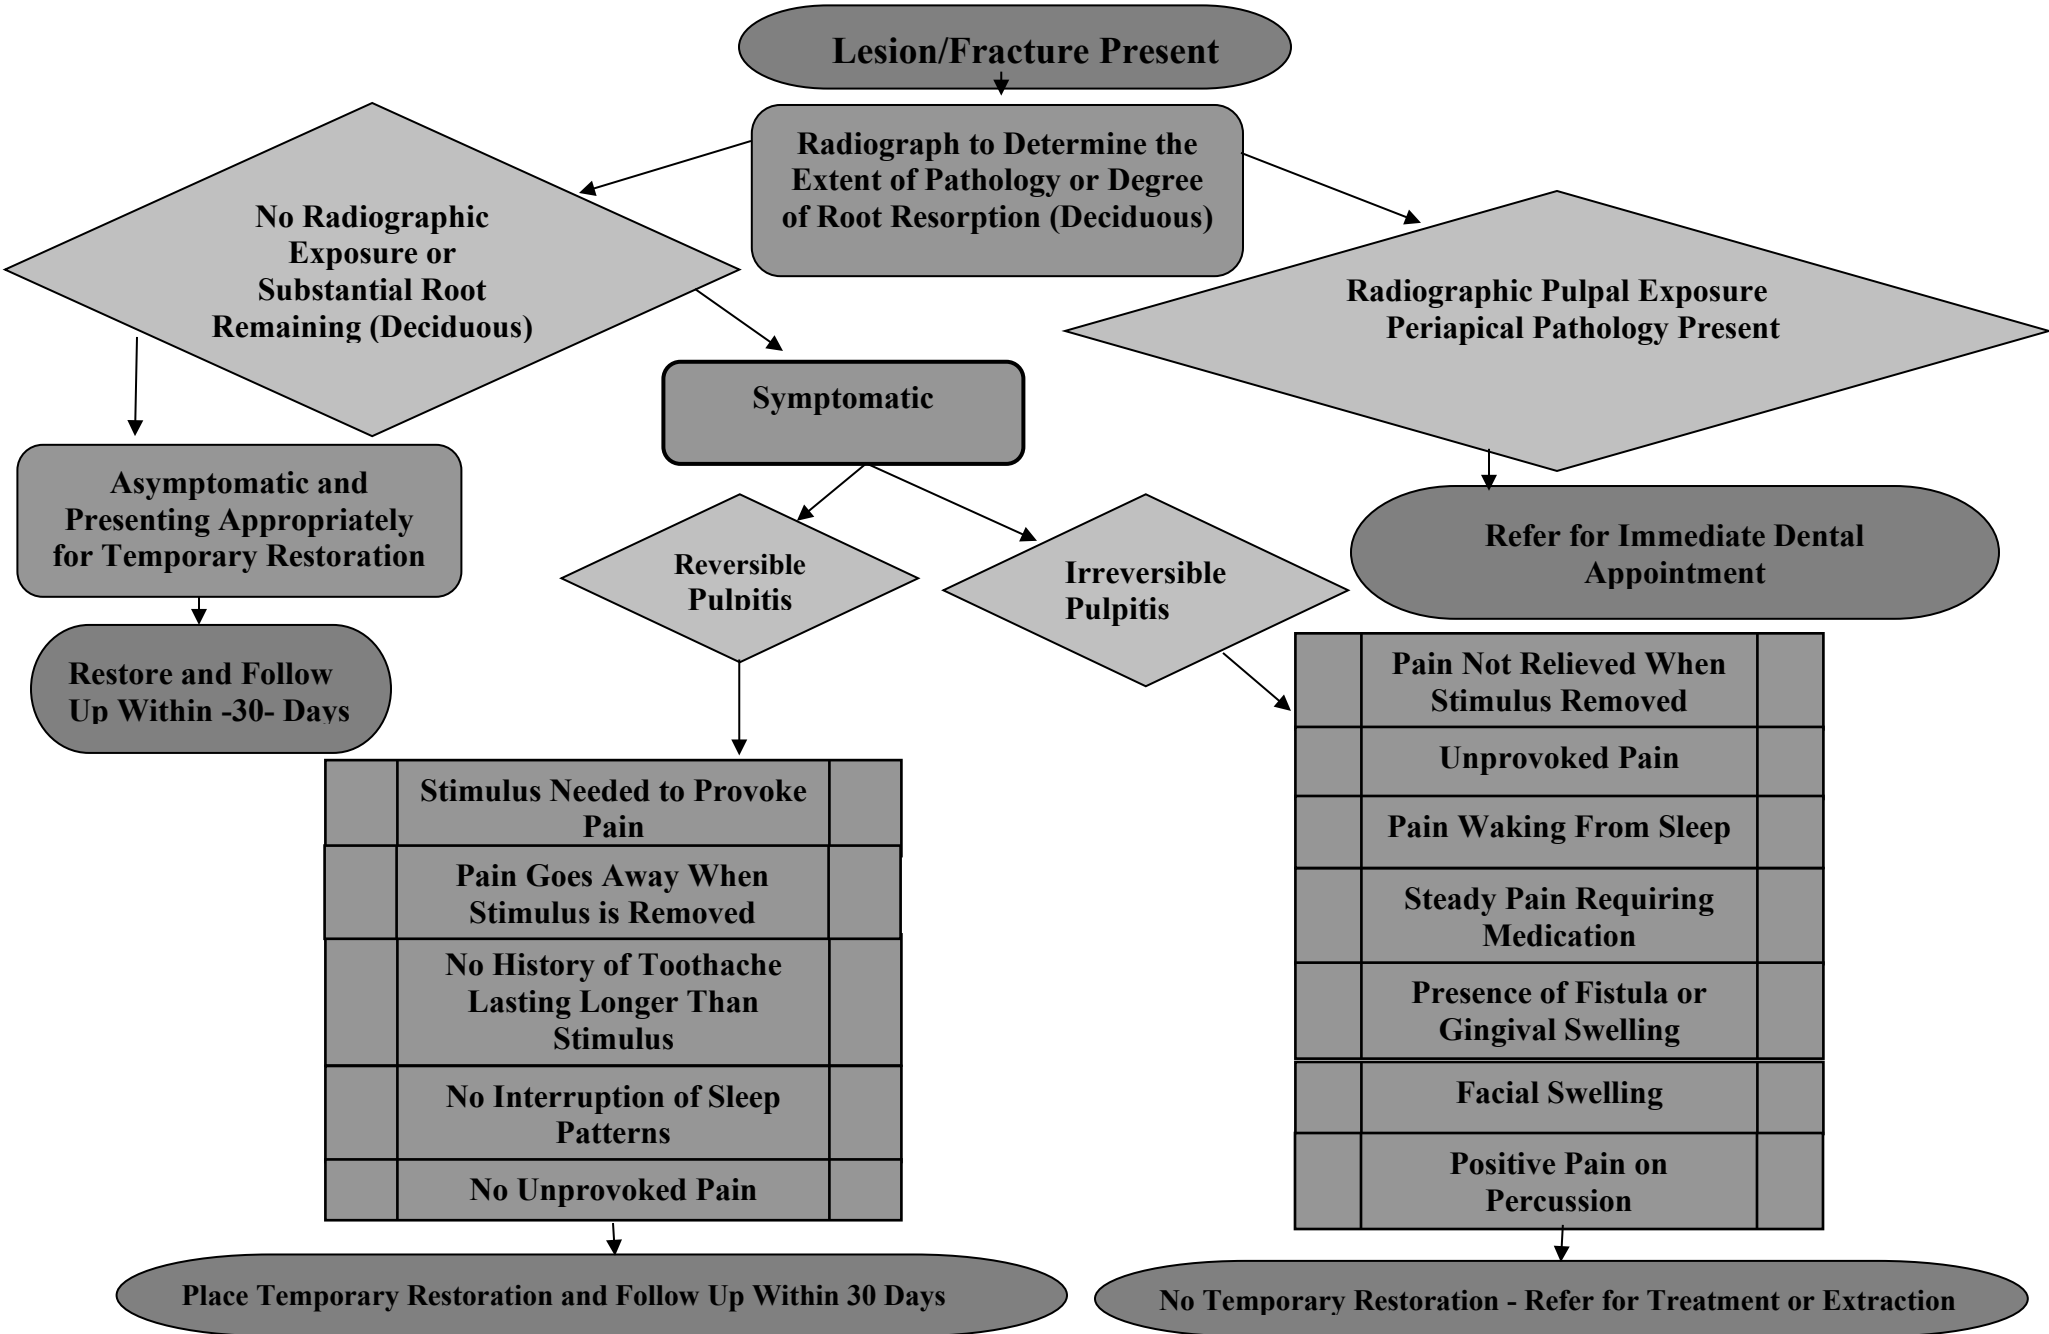 Lesion/Fracture Present
Radiograph to Determine the
Extent of Pathology or Degree
of Root Resorption (Deciduous)
No Radiographic
Exposure or
Substantial Root
Remaining (Deciduous)
Radiographic Pulpal Exposure
Periapical Pathology Present
Symptomatic
Asymptomatic and
Presenting Appropriately
for Temporary Restoration
Refer for Immediate Dental
Appointment
Reversible
Pulpitis
Irreversible
Pulpitis
Restore and Follow
Up Within -30- Days
Stimulus Needed to Provoke
Pain
Pain Goes Away When
Stimulus is Removed
No History of Toothache
Lasting Longer Than
Stimulus
No Interruption of Sleep
Patterns
No Unprovoked Pain
Place Temporary Restoration and Follow Up Within 30 Days
Pain Not Relieved When
Stimulus Removed
Unprovoked Pain
Pain Waking From Sleep
Steady Pain Requiring
Medication
Presence of Fistula or
Gingival Swelling
Facial Swelling
Positive Pain on
Percussion
No Temporary Restoration - Refer for Treatment or Extraction